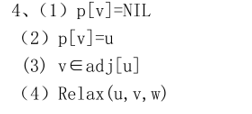 4、（1）p[v]=NIL
（2）p[v]=u
（3）v∈adj[u]
（4）Relax(u,v,w)